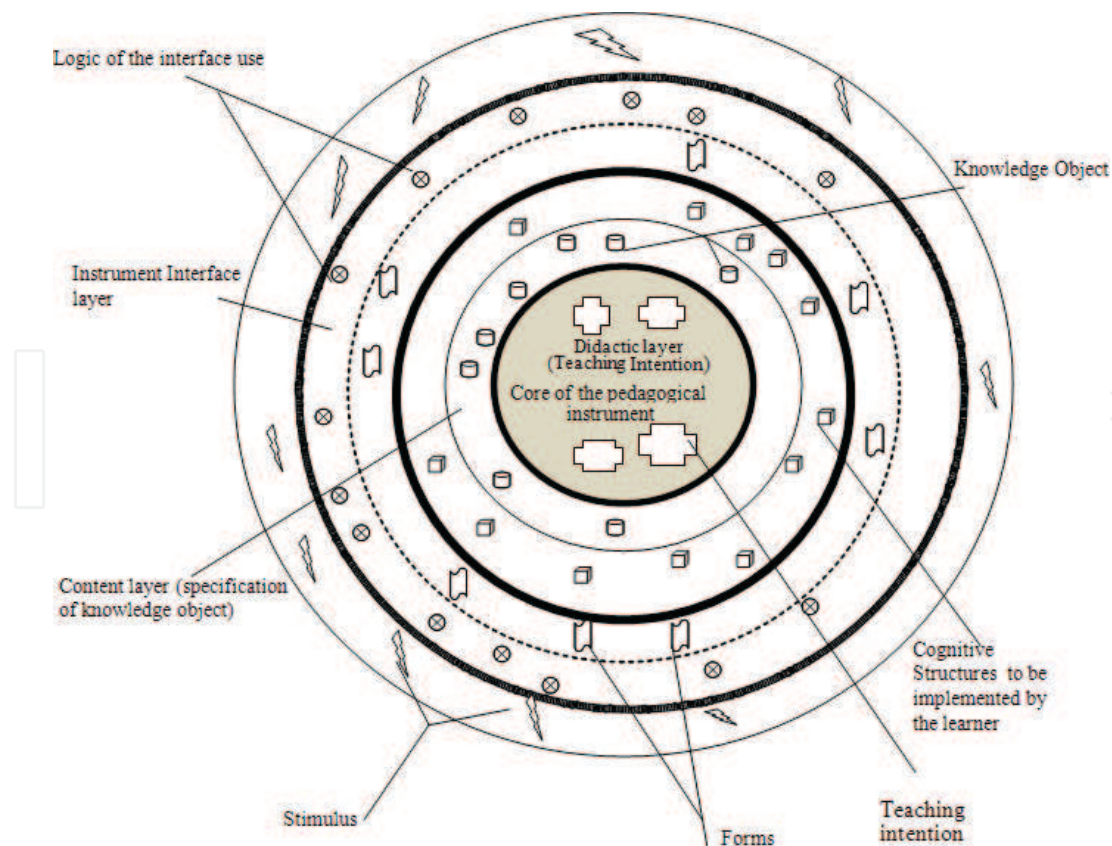 Logic of the interface use
Knowledge Object
Instrument Interface
layer
Didactic layer
(Teaching Intention)
Core of the pedagogical
instrument
Content layer (specification
of knowledge object)
Cognitive
Structures to be
implemented by
the learner
Stimulus
Forms
Teaching
intention